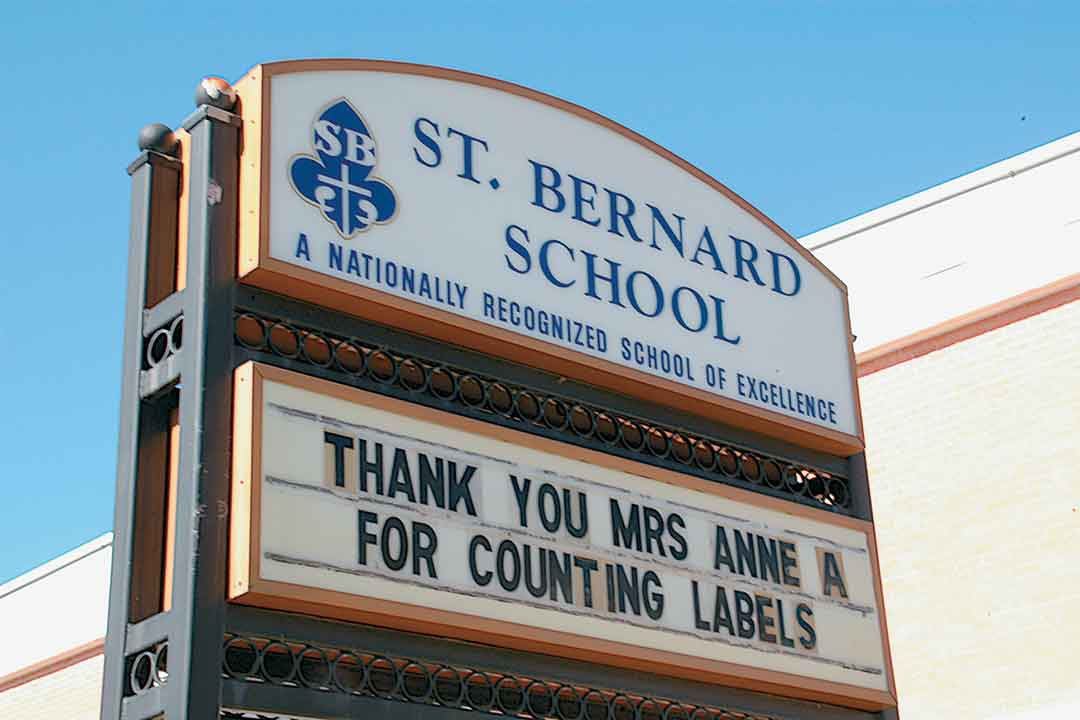 SB
ST. BERNARD
SCHOOL
A NATIONALLY RECOGNIZED SCHOOL OF EXCELLENCE
THANK YOU MRS ANNE A
FOR COUNTING LABELS